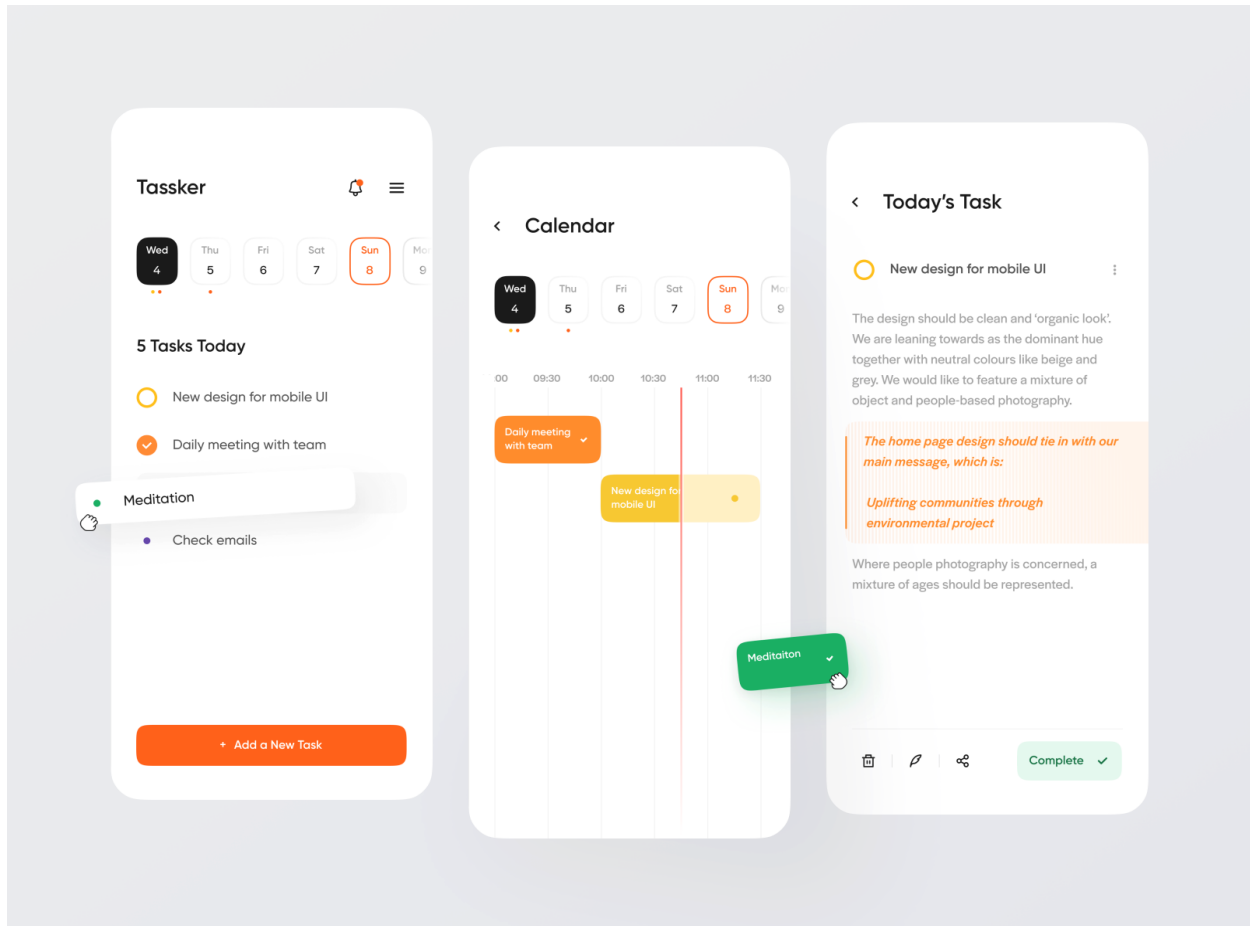 Tassker
Wed Thu Fri Sat Sun Mon
4 5 6 7 8 9
5 Tasks Today
New design for mobile UI
Daily meeting with team
Meditation
Check emails
+ Add a New Task
Calendar
Wed Thu Fri Sat Sun Mon
4 5 6 7 8 9
00 09:30 10:00 10:30 11:00 11:30
Daily meeting
with team
New design for
mobile UI
Meditaiton
Today's Task
New design for mobile UI
The design should be clean and ‘organic look’.
We are leaning towards as the dominant hue
together with neutral colours like beige and
grey. We would like to feature a mixture of
object and people-based photography.
The home page design should tie in with our
main message, which is:
Uplifting communities through
environmental project
Where people photography is concerned, a
mixture of ages should be represented.
Complete